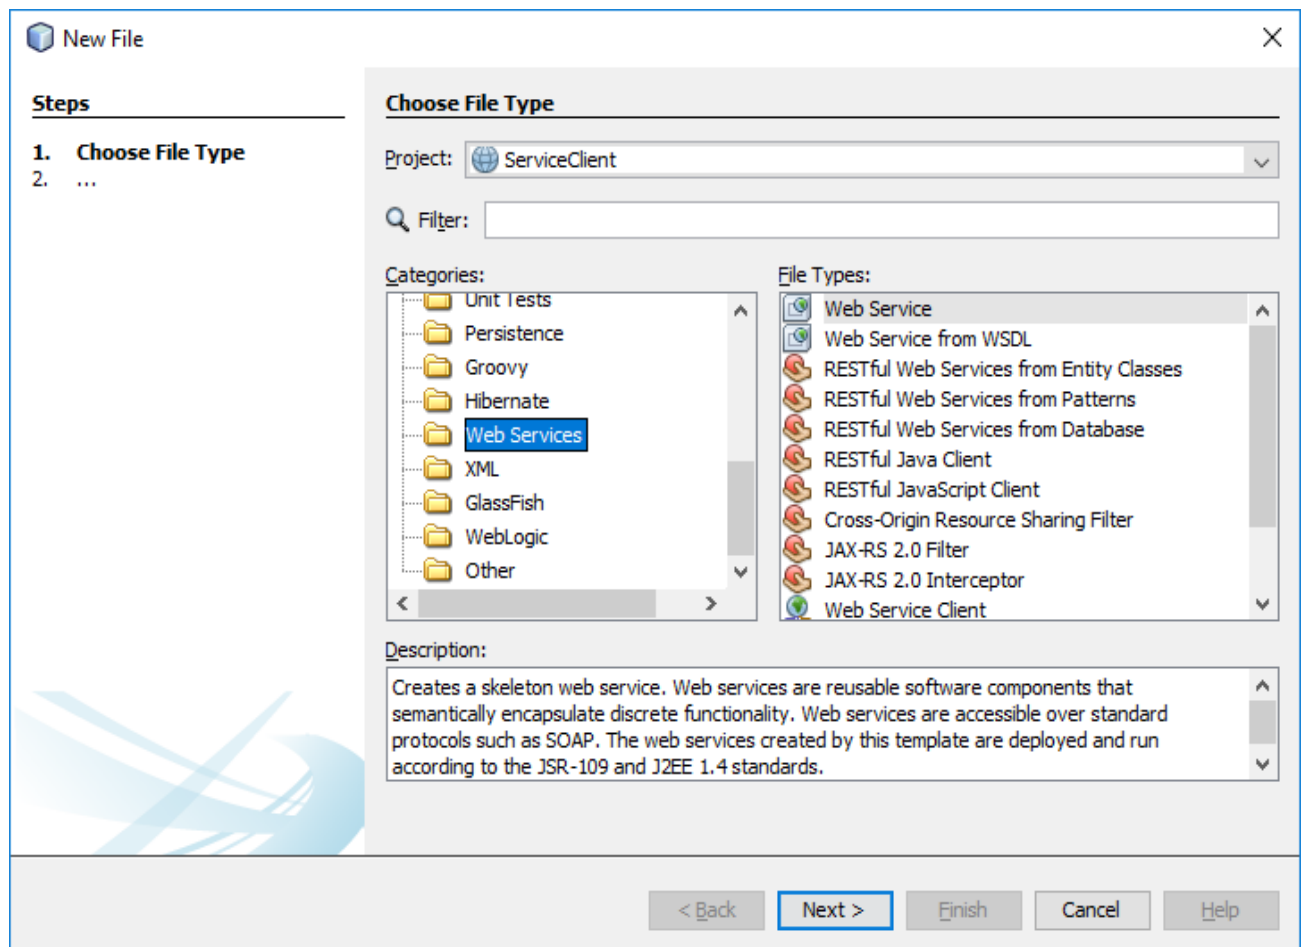 New File
Steps
1. Choose File Type
2. ...
Choose File Type
Project: ServiceClient
Filter:
Categories:
Unit Tests
Persistence
Groovy
Hibernate
Web Services
XML
GlassFish
WebLogic
Other
File Types:
Web Service
Web Service from WSDL
RESTful Web Services from Entity Classes
RESTful Web Services from Patterns
RESTful Web Services from Database
RESTful Java Client
RESTful JavaScript Client
Cross-Origin Resource Sharing Filter
JAX-RS 2.0 Filter
JAX-RS 2.0 Interceptor
Web Service Client
Description:
Creates a skeleton web service. Web services are reusable software components that
semantically encapsulate discrete functionality. Web services are accessible over standard
protocols such as SOAP. The web services created by this template are deployed and run
according to the JSR-109 and J2EE 1.4 standards.
< Back Next > Finish Cancel Help